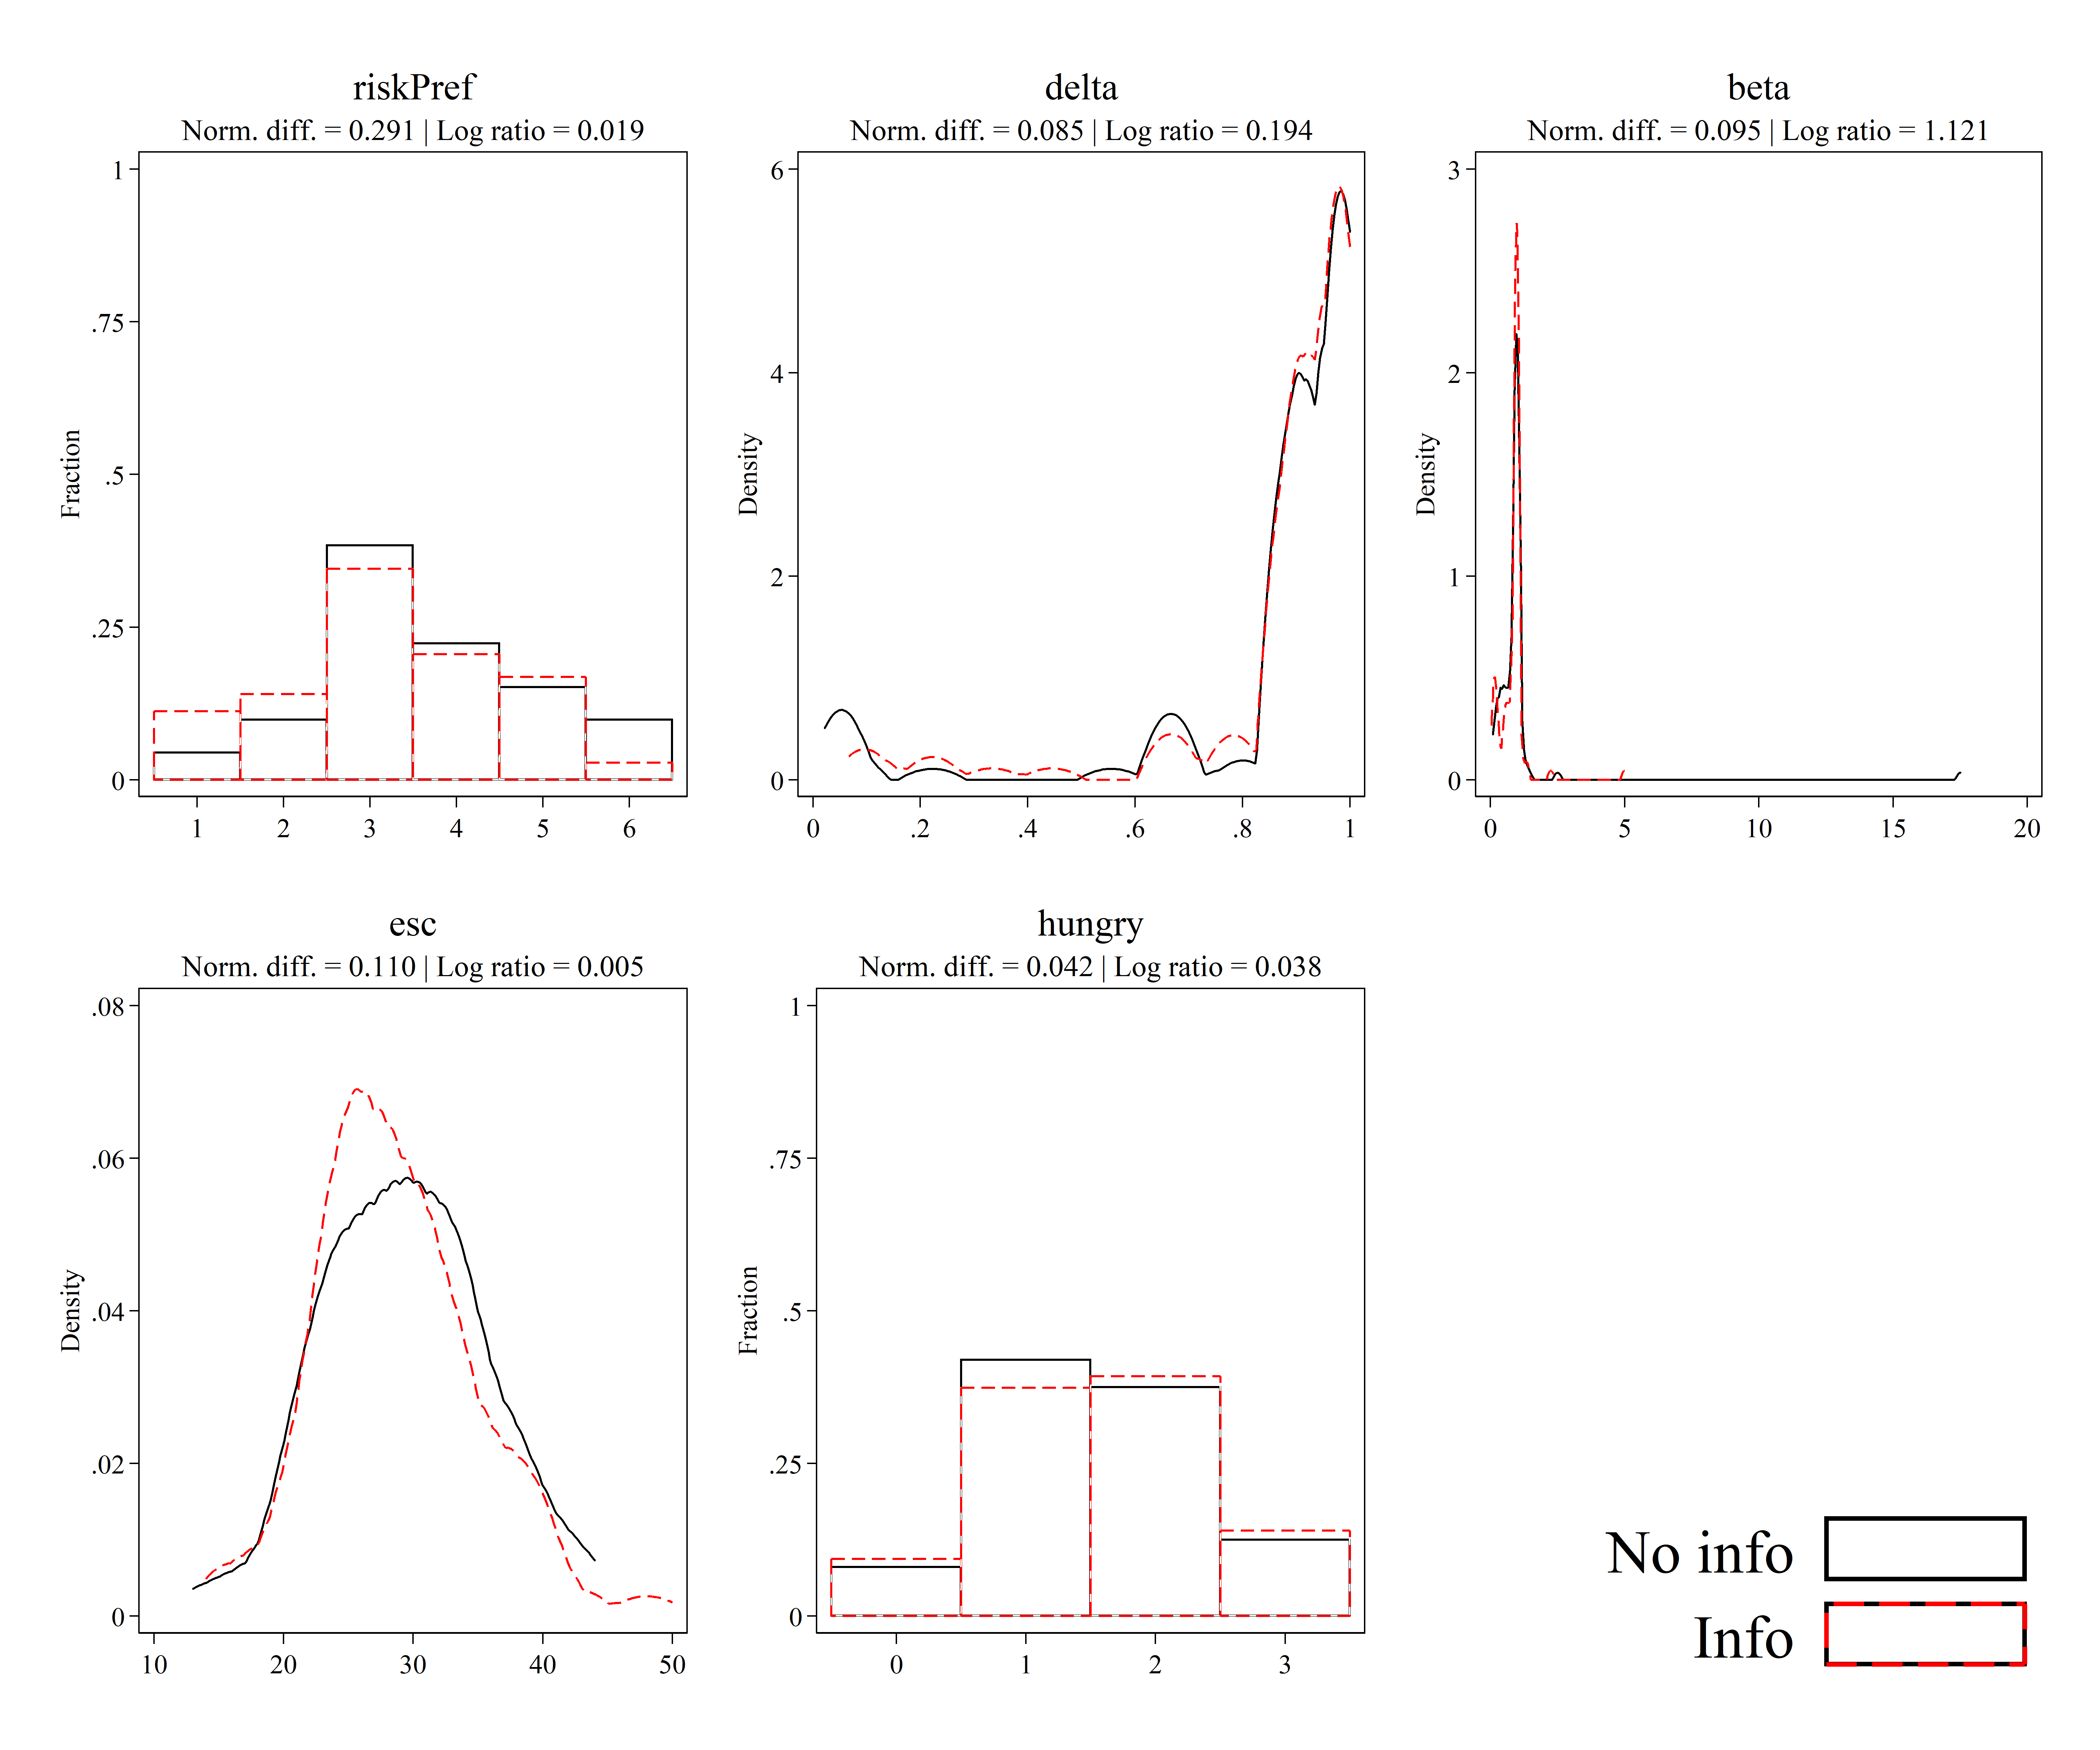 riskPref
Norm. diff. = 0.291 | Log ratio = 0.019
Fraction
1
.75
.5
.25
0
1 2 3 4 5 6
delta
Norm. diff. = 0.085 | Log ratio = 0.194
Density
6
4
2
0
0 .2 .4 .6 .8 1
beta
Norm. diff. = 0.095 | Log ratio = 1.121
Density
3
2
1
0
0 5 10 15 20
esc
Norm. diff. = 0.110 | Log ratio = 0.005
Density
.08
.06
.04
.02
0
10 20 30 40 50
hungry
Norm. diff. = 0.042 | Log ratio = 0.038
Fraction
1
.75
.5
.25
0
0 1 2 3
No info
Info